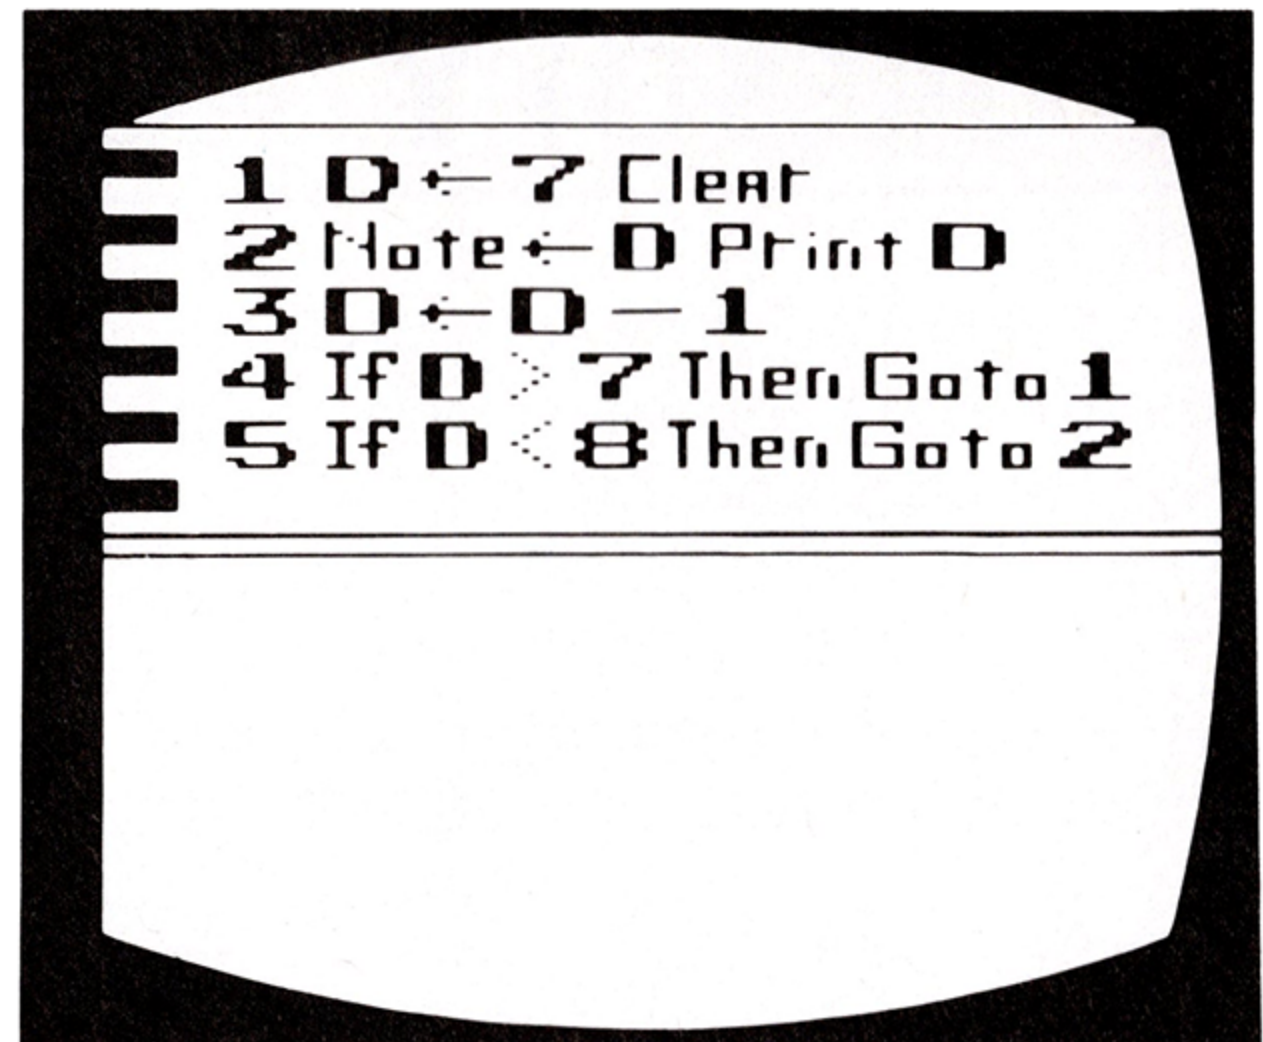 1 D ← 7 Clear
2 Note ← D Print D
3 D ← D — 1
4 If D > 7 Then Goto 1
5 If D < 8 Then Goto 2